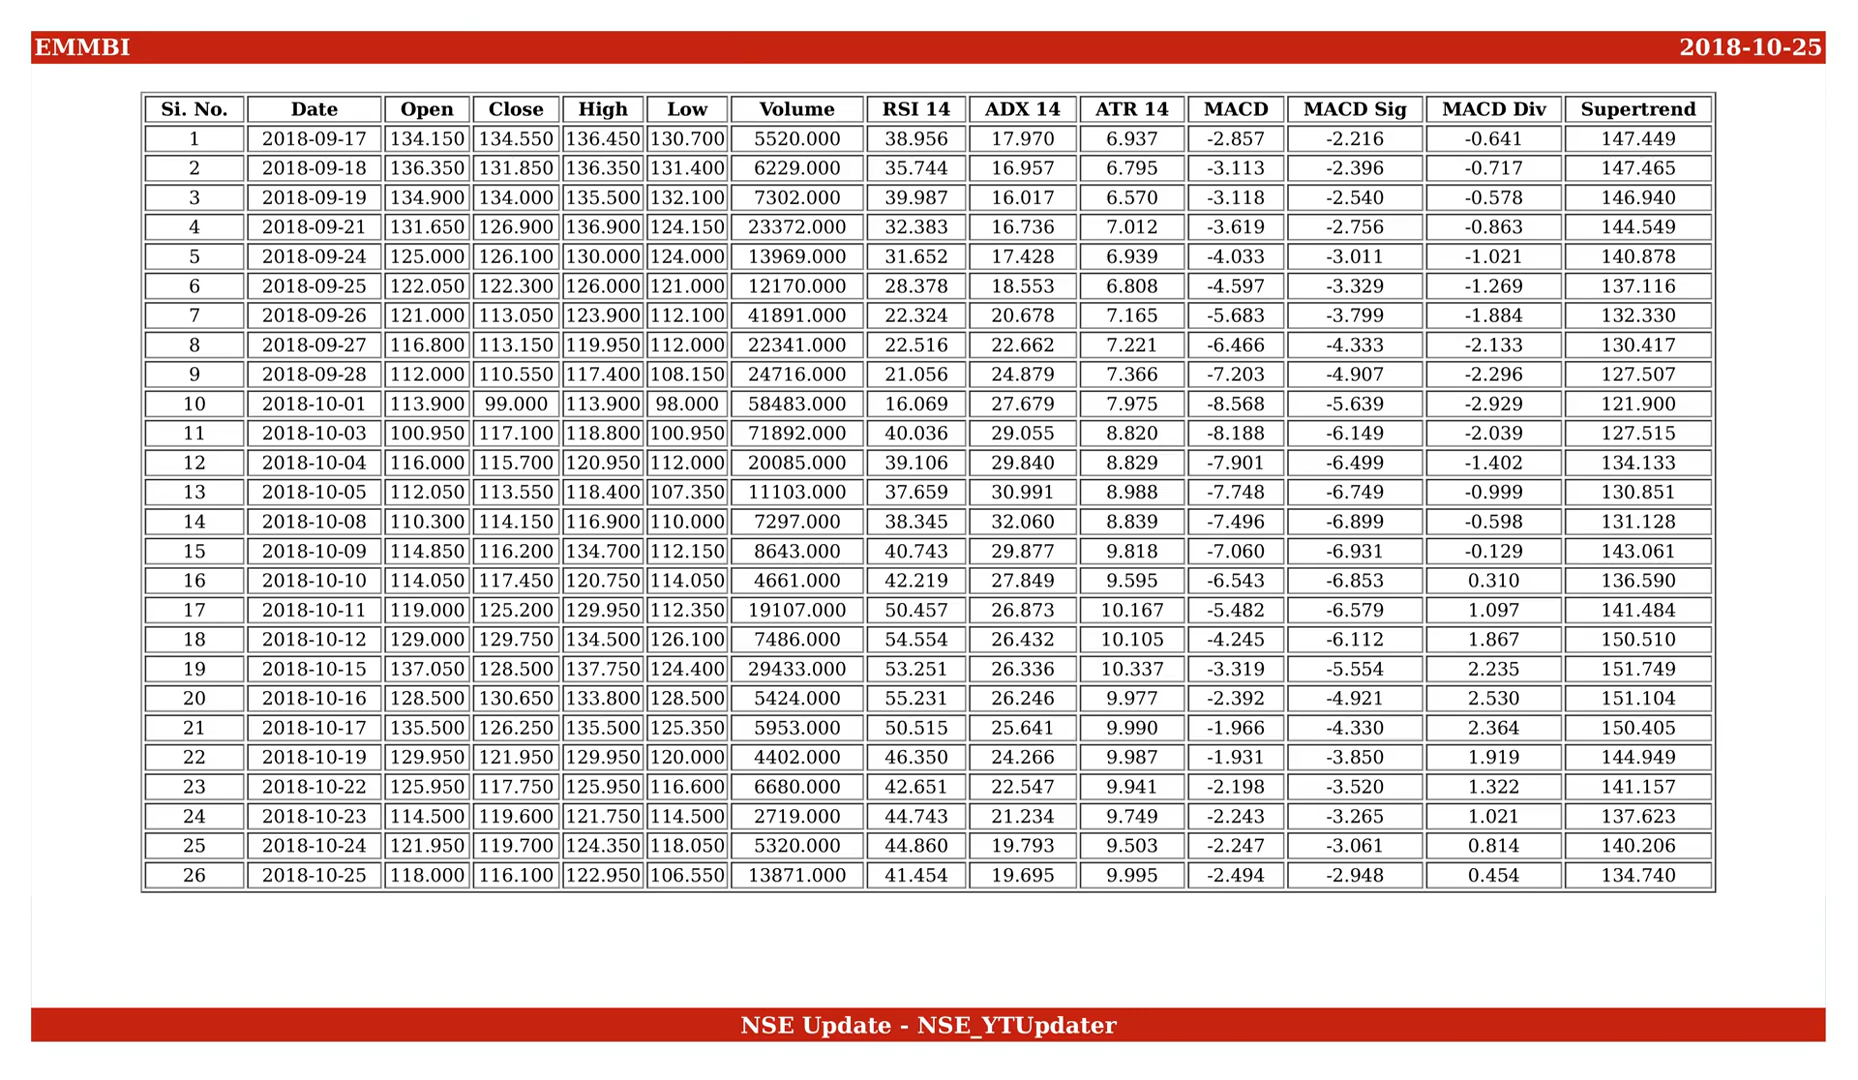 EMMBI 2018-10-25
Si. No. Date Open Close High Low Volume RSI 14 ADX 14 ATR 14 MACD MACD Sig MACD Div Supertrend
1 2018-09-17 134.150 134.550 136.450 130.700 5520.000 38.956 17.970 6.937 -2.857 -2.216 -0.641 147.449
2 2018-09-18 136.350 131.850 136.350 131.400 6229.000 35.744 16.957 6.795 -3.113 -2.396 -0.717 147.465
3 2018-09-19 134.900 134.000 135.500 132.100 7302.000 39.987 16.017 6.570 -3.118 -2.540 -0.578 146.940
4 2018-09-21 131.650 126.900 136.900 124.150 23372.000 32.383 16.736 7.012 -3.619 -2.756 -0.863 144.549
5 2018-09-24 125.000 126.100 130.000 124.000 13969.000 31.652 17.428 6.939 -4.033 -3.011 -1.021 140.878
6 2018-09-25 122.050 122.300 126.000 121.000 12170.000 28.378 18.553 6.808 -4.597 -3.329 -1.269 137.116
7 2018-09-26 121.000 113.050 123.900 112.100 41891.000 22.324 20.678 7.165 -5.683 -3.799 -1.884 132.330
8 2018-09-27 116.800 113.150 119.950 112.000 22341.000 22.516 22.662 7.221 -6.466 -4.333 -2.133 130.417
9 2018-09-28 112.000 110.550 117.400 108.150 24716.000 21.056 24.879 7.366 -7.203 -4.907 -2.296 127.507
10 2018-10-01 113.900 99.000 113.900 98.000 58483.000 16.069 27.679 7.975 -8.568 -5.639 -2.929 121.900
11 2018-10-03 100.950 117.100 118.800 100.950 71892.000 40.036 29.055 8.820 -8.188 -6.149 -2.039 127.515
12 2018-10-04 116.000 115.700 120.950 112.000 20085.000 39.106 29.840 8.829 -7.901 -6.499 -1.402 134.133
13 2018-10-05 112.050 113.550 118.400 107.350 11103.000 37.659 30.991 8.988 -7.748 -6.749 -0.999 130.851
14 2018-10-08 110.300 114.150 116.900 110.000 7297.000 38.345 32.060 8.839 -7.496 -6.899 -0.598 131.128
15 2018-10-09 114.850 116.200 134.700 112.150 8643.000 40.743 29.877 9.818 -7.060 -6.931 -0.129 143.061
16 2018-10-10 114.050 117.450 120.750 114.050 4661.000 42.219 27.849 9.595 -6.543 -6.853 0.310 136.590
17 2018-10-11 119.000 125.200 129.950 112.350 19107.000 50.457 26.873 10.167 -5.482 -6.579 1.097 141.484
18 2018-10-12 129.000 129.750 134.500 126.100 7486.000 54.554 26.432 10.105 -4.245 -6.112 1.867 150.510
19 2018-10-15 137.050 128.500 137.750 124.400 29433.000 53.251 26.336 10.337 -3.319 -5.554 2.235 151.749
20 2018-10-16 128.500 130.650 133.800 128.500 5424.000 55.231 26.246 9.977 -2.392 -4.921 2.530 151.104
21 2018-10-17 135.500 126.250 135.500 125.350 5953.000 50.515 25.641 9.990 -1.966 -4.330 2.364 150.405
22 2018-10-19 129.950 121.950 129.950 120.000 4402.000 46.350 24.266 9.987 -1.931 -3.850 1.919 144.949
23 2018-10-22 125.950 117.750 125.950 116.600 6680.000 42.651 22.547 9.941 -2.198 -3.520 1.322 141.157
24 2018-10-23 114.500 119.600 121.750 114.500 2719.000 44.743 21.234 9.749 -2.243 -3.265 1.021 137.623
25 2018-10-24 121.950 119.700 124.350 118.050 5320.000 44.860 19.793 9.503 -2.247 -3.061 0.814 140.206
26 2018-10-25 118.000 116.100 122.950 106.550 13871.000 41.454 19.695 9.995 -2.494 -2.948 0.454 134.740
NSE Update - NSE_YTUpdater